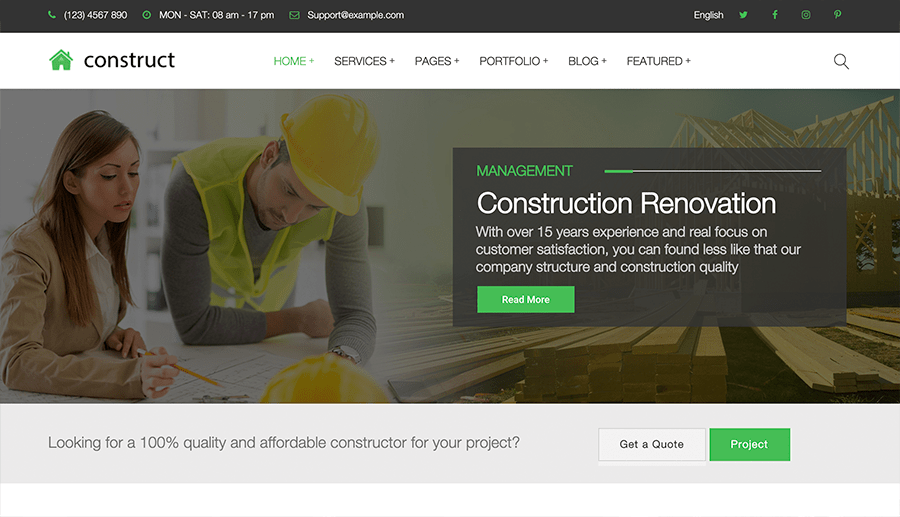 (123) 4567 890 MON - SAT: 08 am - 17 pm Support@example.com English
construct HOME + SERVICES + PAGES + PORTFOLIO + BLOG + FEATURED +
MANAGEMENT
Construction Renovation
With over 15 years experience and real focus on
customer satisfaction, you can found less like that our
company structure and construction quality
Read More
Looking for a 100% quality and affordable constructor for your project? Get a Quote Project